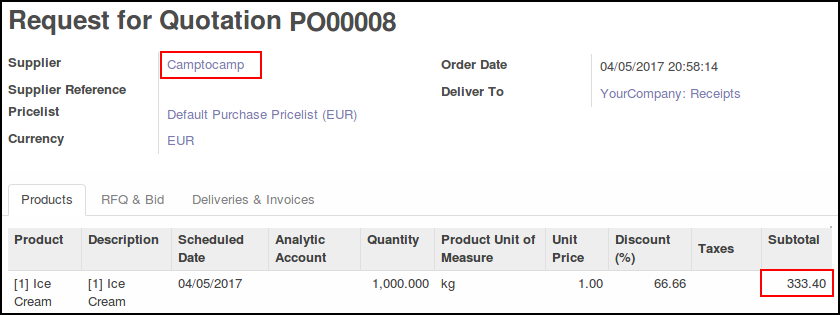 Request for Quotation PO00008
Supplier Camptocamp Order Date 04/05/2017 20:58:14
Supplier Reference Deliver To YourCompany: Receipts
Pricelist Default Purchase Pricelist (EUR)
Currency EUR
Products RFQ & Bid Deliveries & Invoices
Product Description Scheduled Analytic Quantity Product Unit of Unit Discount Taxes Subtotal
Date Account Measure Price (%)
[1] Ice [1] Ice 04/05/2017 1,000.000 kg 1.00 66.66 333.40
Cream Cream